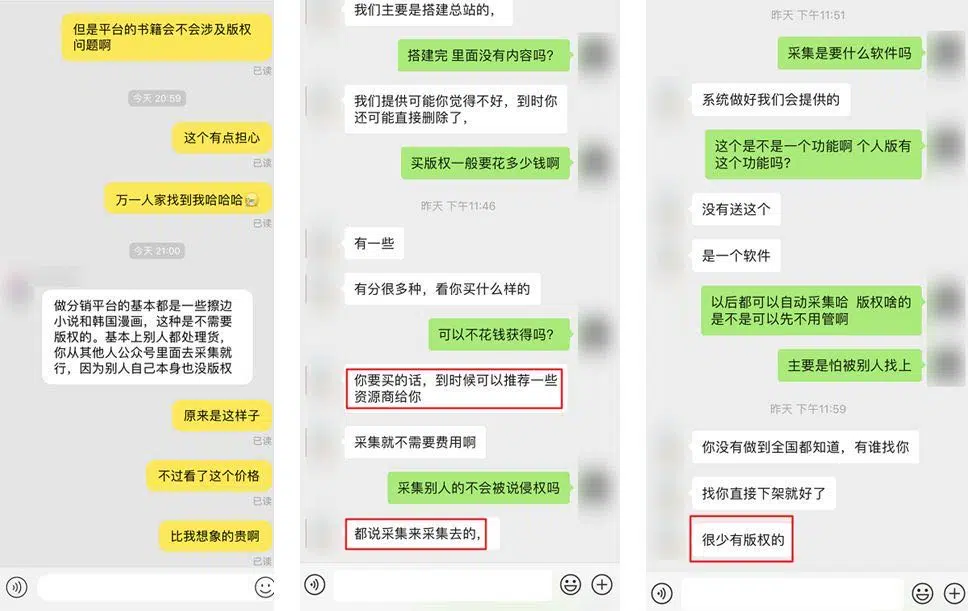 但是平台的书籍会不会涉及版权
问题啊
已读
今天 20:59
这个有点担心
已读
万一人家找到我哈哈哈
已读
今天 21:00
做分销平台的基本都是一些擦边
小说和韩国漫画，这种是不需要
版权的。基本上别人都处理货，
你从其他人公众号里面去采集就
行，因为别人自己本身也没版权
原来是这样子
已读
不过看了这个价格
已读
比我想象的贵啊
已读
我们主要是搭建总站的，
搭建完 里面没有内容吗？
我们提供可能你觉得不好，到时你
还可能直接删除了，
买版权一般要花多少钱啊
昨天 下午11:46
有一些
有分很多种，看你买什么样的
可以不花钱获得吗？
你要买的话，到时候可以推荐一些
资源商给你
采集就不需要费用啊
采集别人的不会被说侵权吗
都说采集来采集去的，
昨天 下午11:51
采集是要什么软件吗
系统做好我们会提供的
这个是不是一个功能啊 个人版有
这个功能吗？
没有送这个
是一个软件
以后都可以自动采集哈 版权啥的
是不是可以先不用管啊
主要是怕被别人找上
昨天 下午11:59
你没有做到全国都知道，有谁找你
找你直接下架就好了
很少有版权的